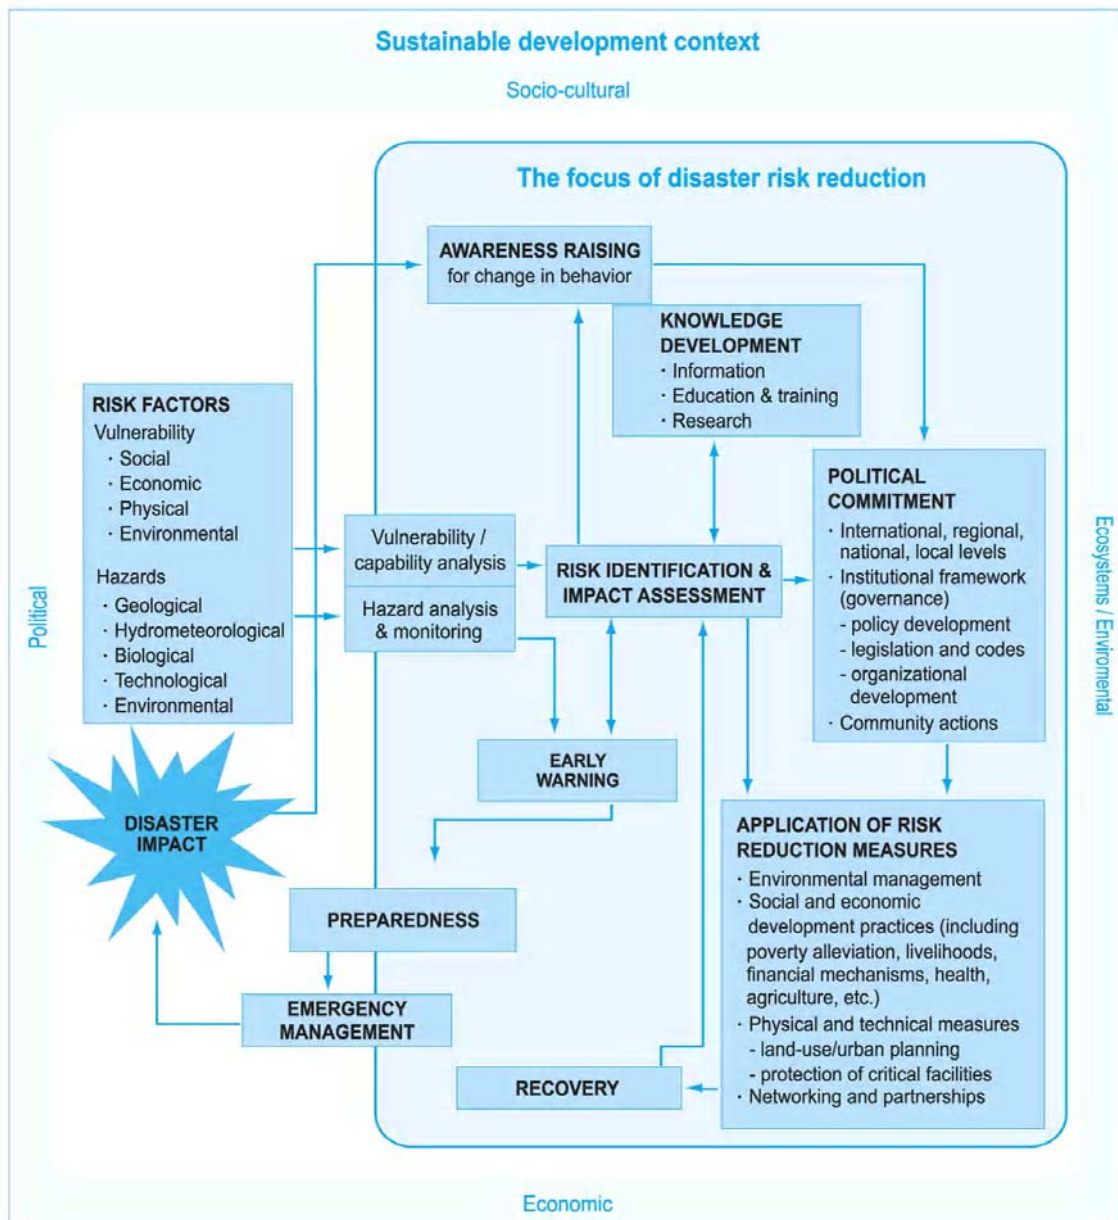 Sustainable development context
Socio-cultural
The focus of disaster risk reduction
AWARENESS RAISING
for change in behavior
KNOWLEDGE
DEVELOPMENT
· Information
· Education & training
· Research
RISK FACTORS
Vulnerability
· Social
· Economic
· Physical
· Environmental
Hazards
· Geological
· Hydrometeorological
· Biological
· Technological
· Environmental
Vulnerability /
capability analysis
Hazard analysis
& monitoring
RISK IDENTIFICATION &
IMPACT ASSESSMENT
POLITICAL
COMMITMENT
· International, regional,
national, local levels
· Institutional framework
(governance)
- policy development
- legislation and codes
- organizational
development
· Community actions
Political
Ecosystems / Enviromental
EARLY
WARNING
DISASTER
IMPACT
APPLICATION OF RISK
REDUCTION MEASURES
· Environmental management
· Social and economic
development practices (including
poverty alleviation, livelihoods,
financial mechanisms, health,
agriculture, etc.)
· Physical and technical measures
- land-use/urban planning
- protection of critical facilities
· Networking and partnerships
PREPAREDNESS
EMERGENCY
MANAGEMENT
RECOVERY
Economic